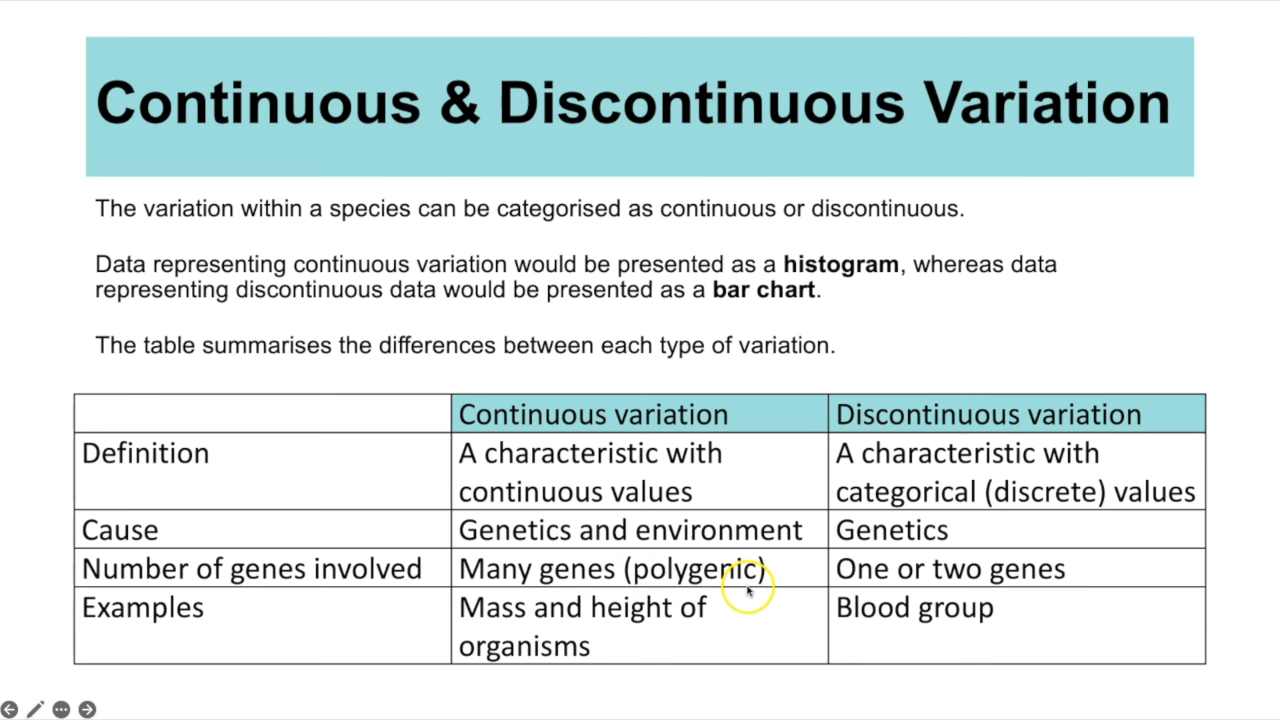 Continuous & Discontinuous Variation
The variation within a species can be categorised as continuous or discontinuous.
Data representing continuous variation would be presented as a histogram, whereas data
representing discontinuous data would be presented as a bar chart.
The table summarises the differences between each type of variation.
Continuous variation Discontinuous variation
Definition A characteristic with A characteristic with
continuous values categorical (discrete) values
Cause Genetics and environment Genetics
Number of genes involved Many genes (polygenic) One or two genes
Examples Mass and height of Blood group
organisms